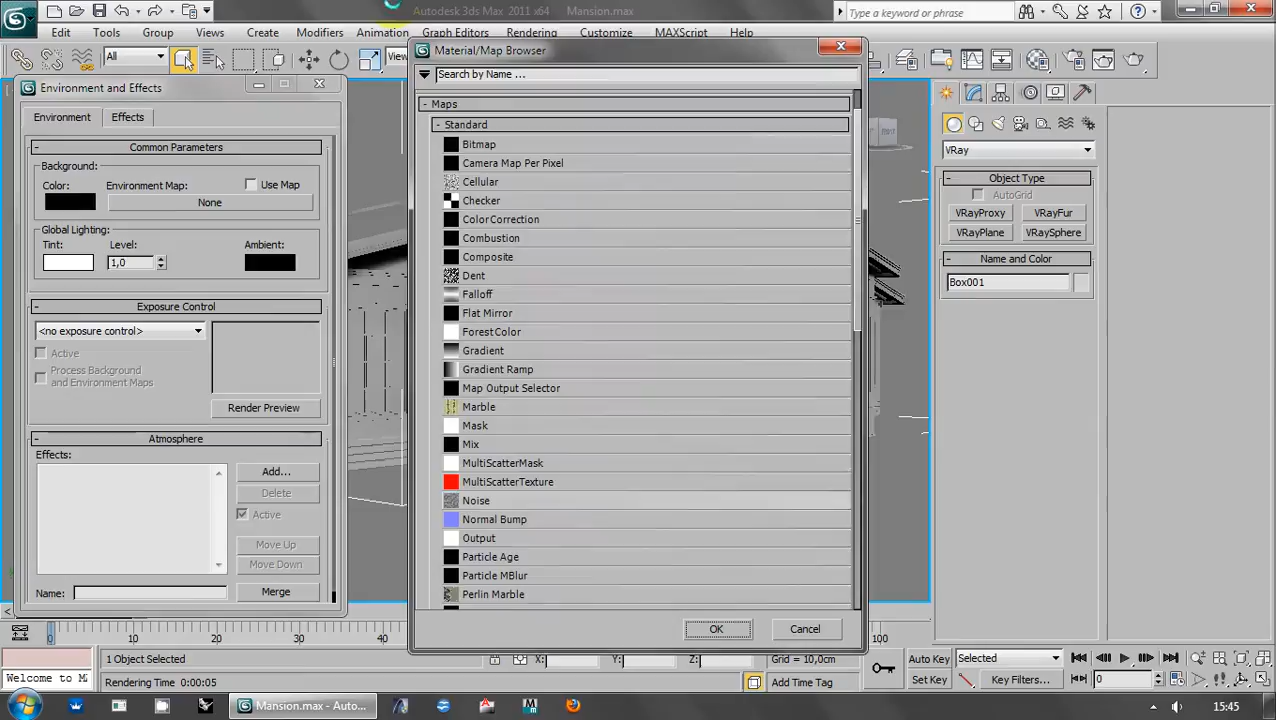 Autodesk 3ds Max 2011 x64 Mansion.max
Type a keyword or phrase
Edit Tools Group Views Create Modifiers Animation Graph Editors Rendering Customize MAXScript Help
All
View
Material/Map Browser
Search by Name ...
- Maps
- Standard
Bitmap
Camera Map Per Pixel
Cellular
Checker
ColorCorrection
Combustion
Composite
Dent
Falloff
Flat Mirror
ForestColor
Gradient
Gradient Ramp
Map Output Selector
Marble
Mask
Mix
MultiScatterMask
MultiScatterTexture
Noise
Normal Bump
Output
Particle Age
Particle MBlur
Perlin Marble
OK Cancel
Environment and Effects
Environment Effects
- Common Parameters
Background:
Color: Environment Map: Use Map
None
Global Lighting:
Tint: Level: Ambient:
1,0
- Exposure Control
<no exposure control>
Active
Process Background
and Environment Maps
Render Preview
- Atmosphere
Effects:
Add...
Delete
Active
Move Up
Move Down
Name: Merge
VRay
- Object Type
AutoGrid
VRayProxy VRayFur
VRayPlane VRaySphere
- Name and Color
Box001
0 10 20 30 40 100
1 Object Selected X: Y: Z: Grid = 10,0cm Auto Key Selected
Welcome to M Rendering Time 0:00:05 Add Time Tag Set Key Key Filters... 0
Mansion.max - Auto... 15:45